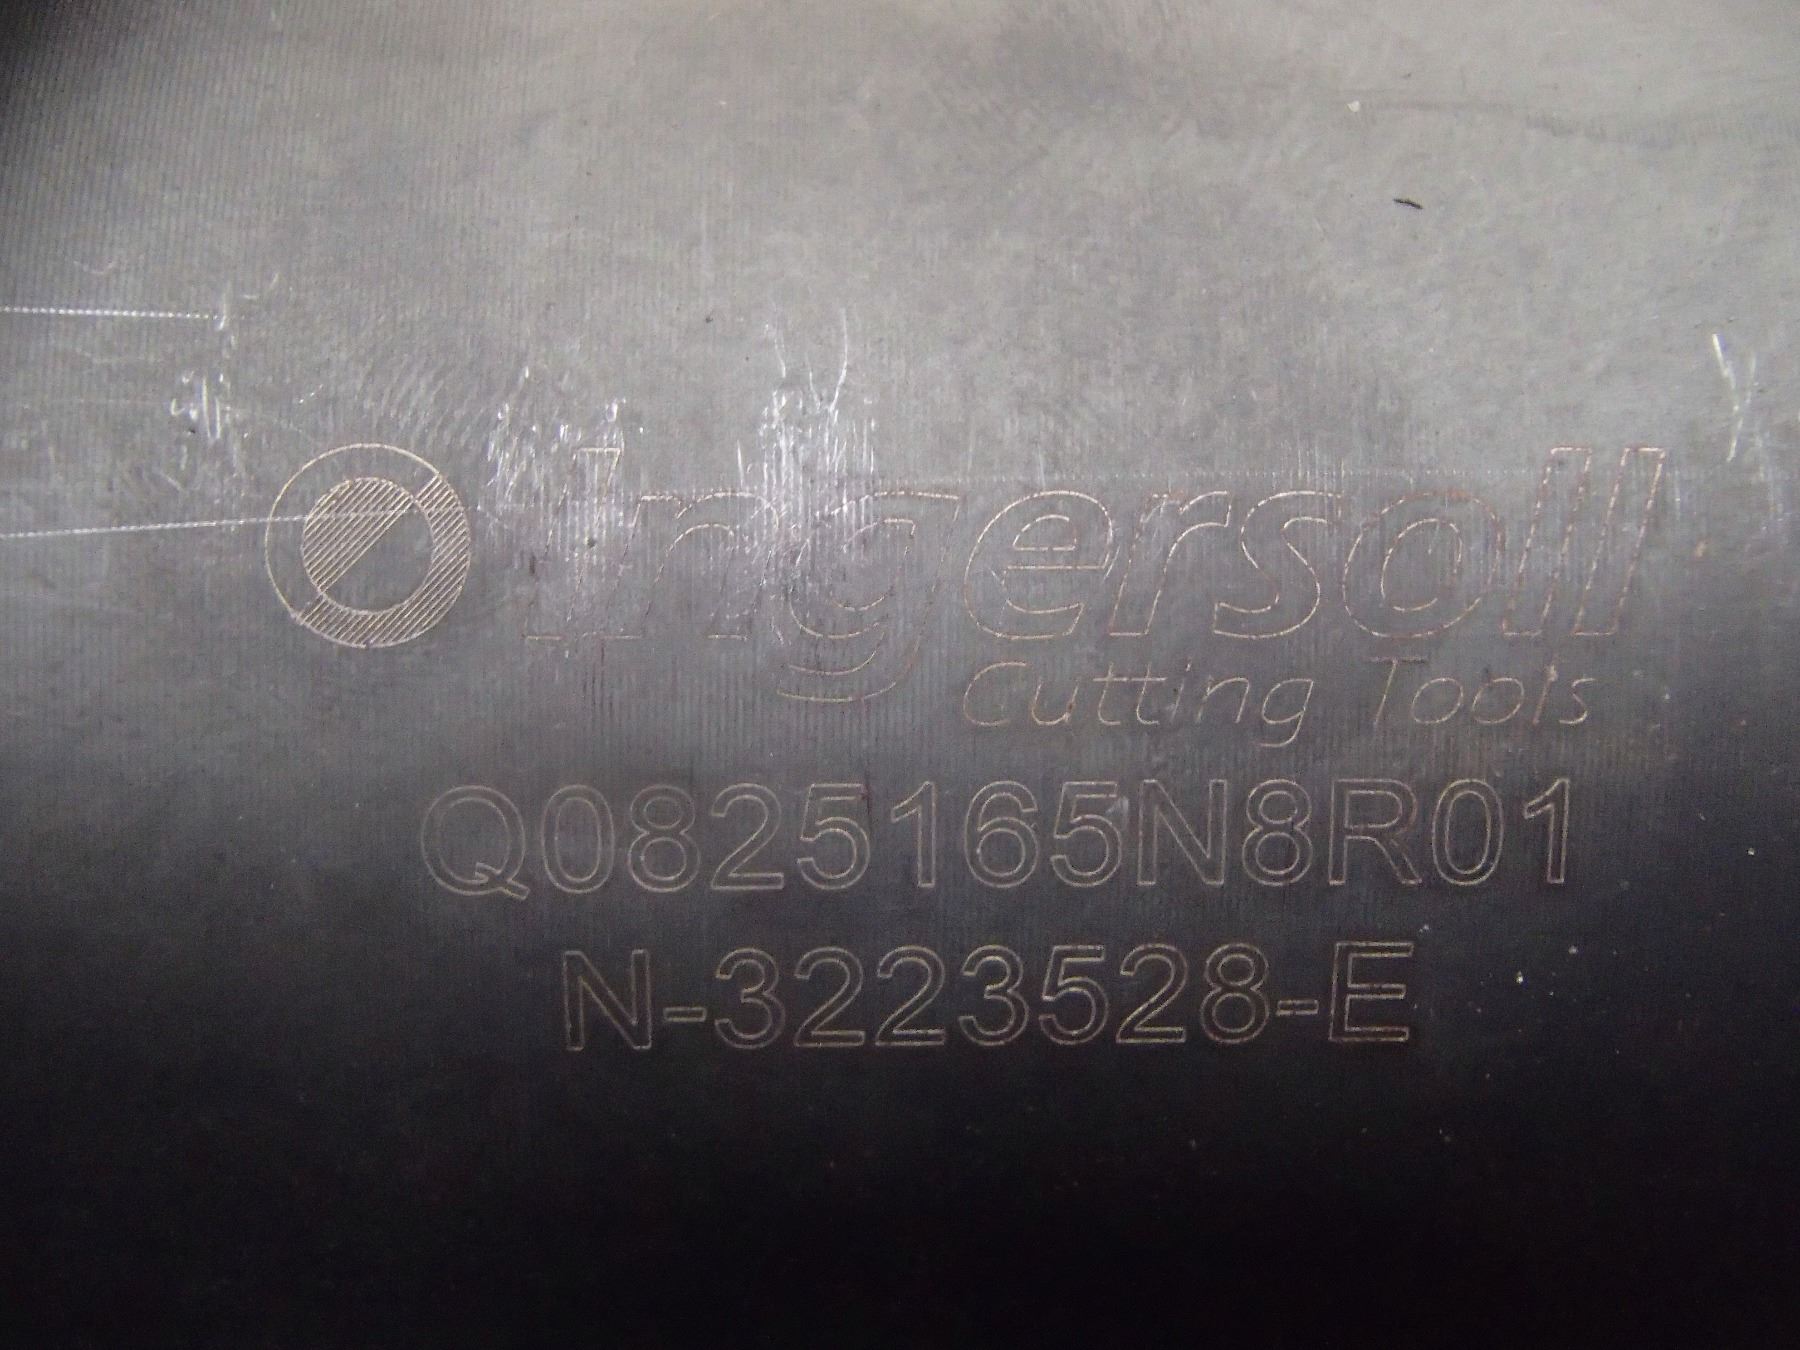 Ingersoll
Cutting Tools
Q0825165N8R01
N-3223528-E